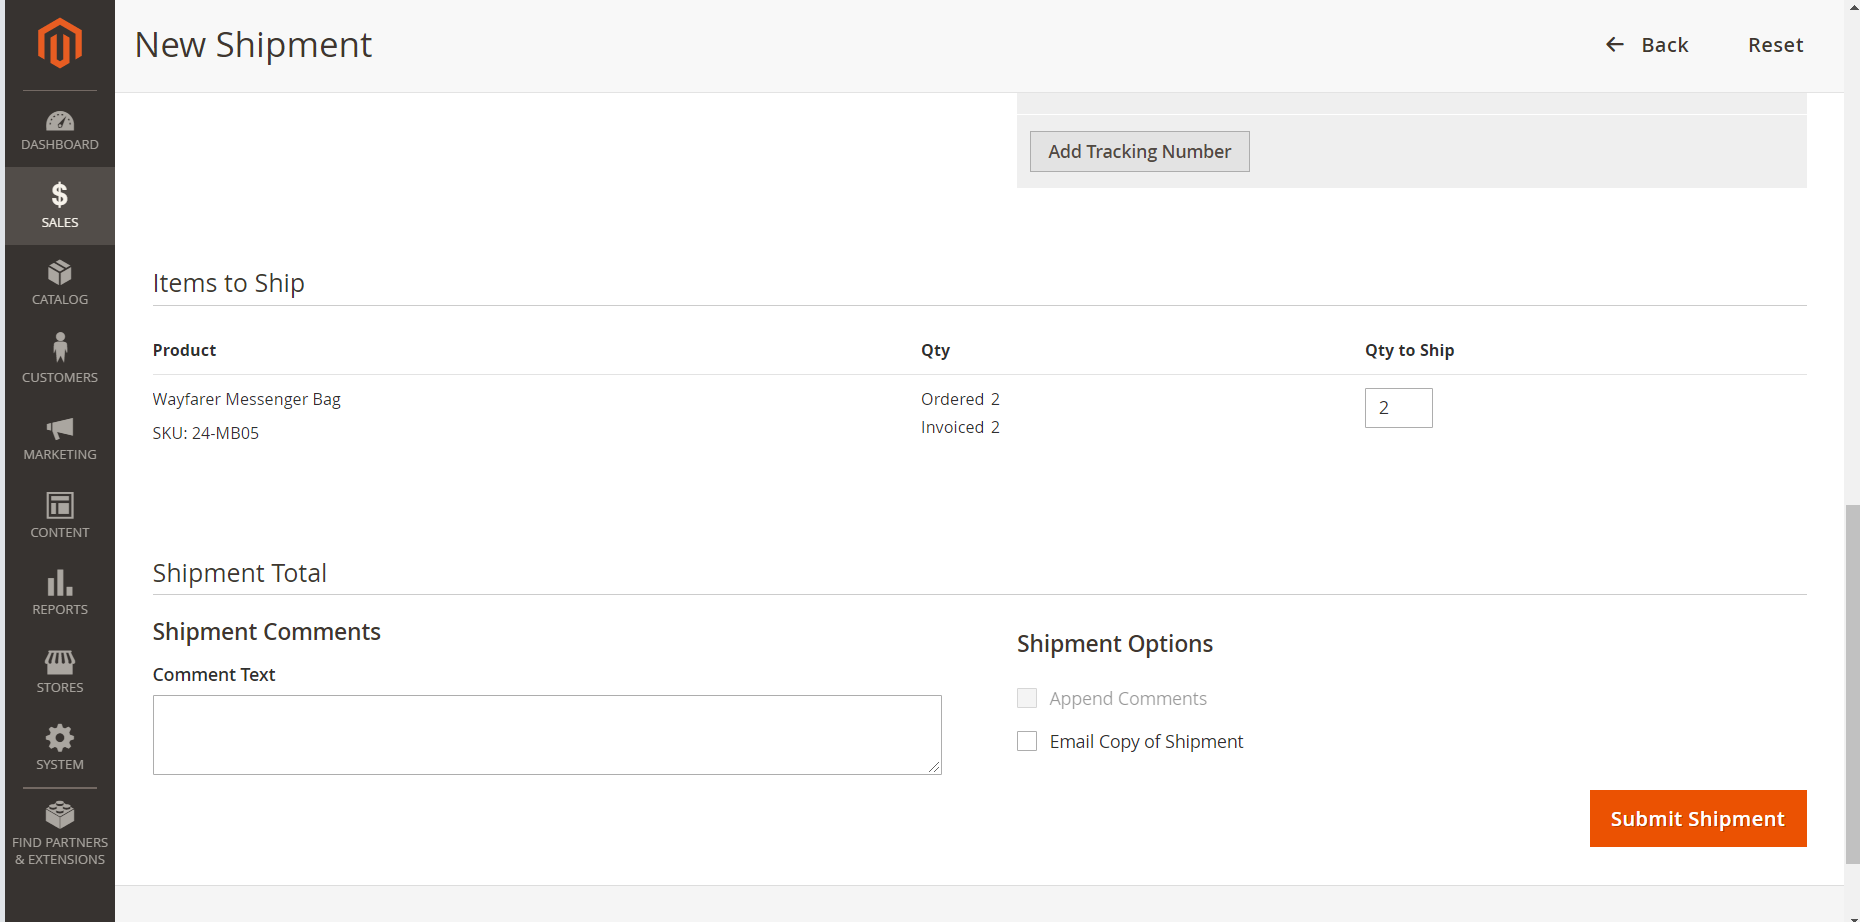 New Shipment
Back
Reset
DASHBOARD
SALES
CATALOG
CUSTOMERS
MARKETING
CONTENT
REPORTS
STORES
SYSTEM
FIND PARTNERS
& EXTENSIONS
Add Tracking Number
Items to Ship
Product Qty Qty to Ship
Wayfarer Messenger Bag Ordered 2 2
Invoiced 2
SKU: 24-MB05
Shipment Total
Shipment Comments
Comment Text
Shipment Options
Append Comments
Email Copy of Shipment
Submit Shipment